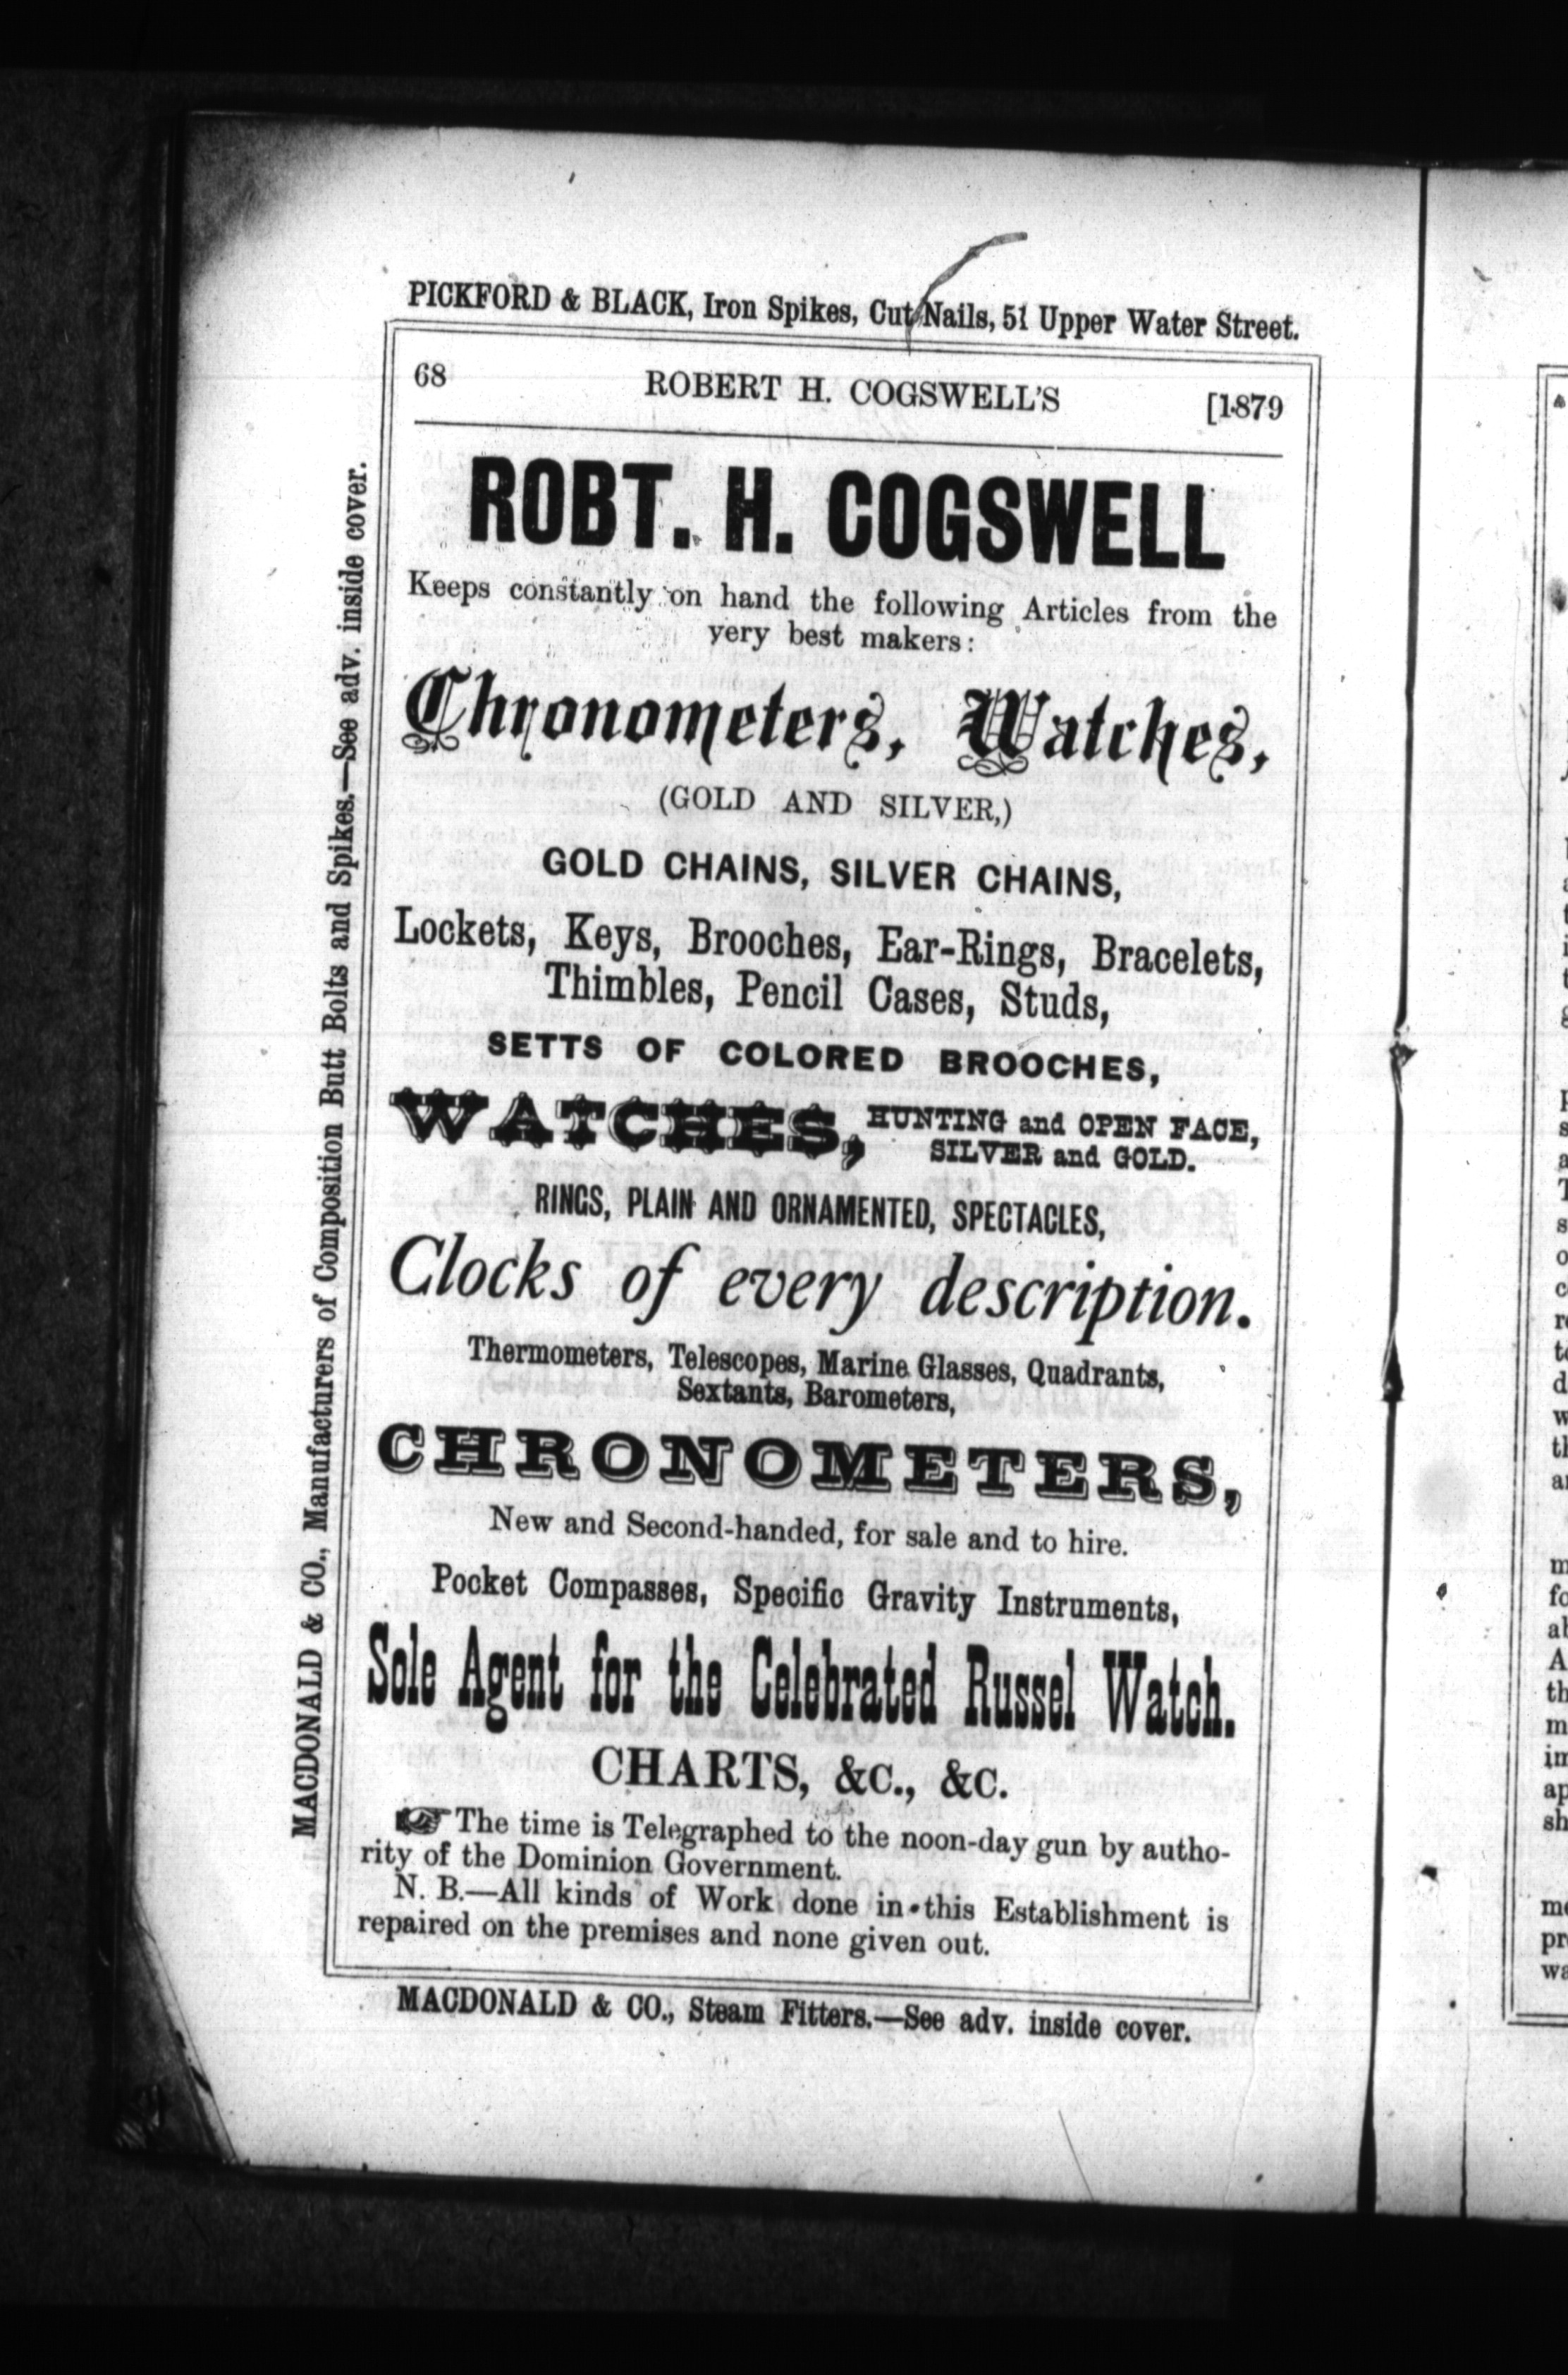 PICKFORD & BLACK, Iron Spikes, Cut Nails, 51 Upper Water Street.
68 ROBERT H. COGSWELL'S [1879
ROBT. H. COGSWELL
Keeps constantly on hand the following Articles from the
very best makers:
Chronometers, Watches,
(GOLD AND SILVER,)
GOLD CHAINS, SILVER CHAINS,
Lockets, Keys, Brooches, Ear-Rings, Bracelets,
Thimbles, Pencil Cases, Studs,
SETTS OF COLORED BROOCHES,
WATCHES, HUNTING and OPEN FACE,
SILVER and GOLD.
RINGS, PLAIN AND ORNAMENTED, SPECTACLES,
Clocks of every description.
Thermometers, Telescopes, Marine Glasses, Quadrants,
Sextants, Barometers,
CHRONOMETERS,
New and Second-handed, for sale and to hire.
Pocket Compasses, Specific Gravity Instruments,
Sole Agent for the Celebrated Russel Watch.
CHARTS, &C., &C.
☞ The time is Telegraphed to the noon-day gun by autho-
rity of the Dominion Government.
N. B.—All kinds of Work done in this Establishment is
repaired on the premises and none given out.
MACDONALD & CO., Steam Fitters.—See adv. inside cover.
MACDONALD & CO., Manufacturers of Composition Butt Bolts and Spikes.—See adv. inside cover.